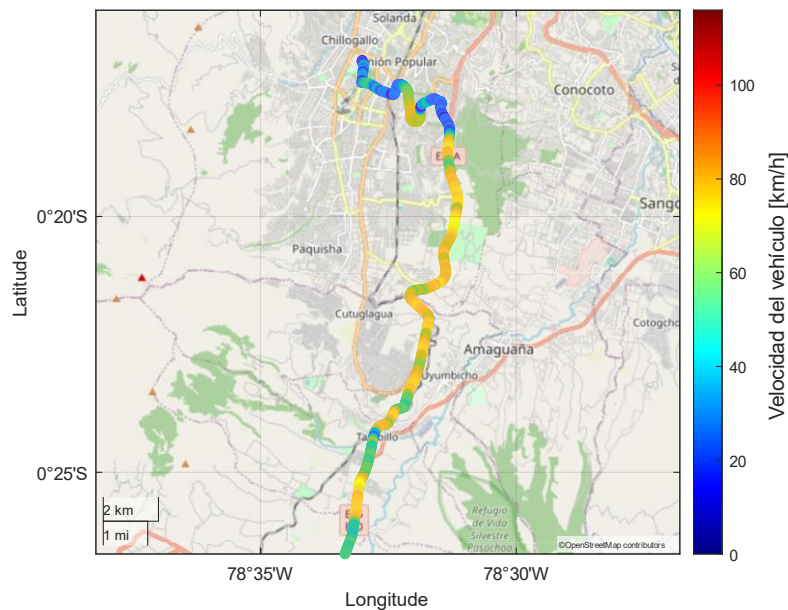 Solanda
Chillogallo
nión Popular
Conocoto
Sango
0°20'S
Paquisha
Cutuglagua
Cotogcho
Amaguaña
Uyumbicho
0°25'S
2 km
1 mi
Refugio
de Vida
Silvestre
Pasochoa
©OpenStreetMap contributors
78°35'W
78°30'W
Longitude
Latitude
100
80
60
40
20
0
Velocidad del vehículo [km/h]